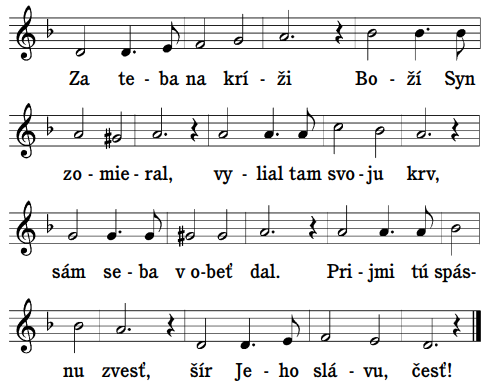 Za te - ba na krí - ži Bo - ží Syn
zo - mie - ral, vy - lial tam svo - ju krv,
sám se - ba v o - beť dal. Pri - jmi tú spás-
nu zvesť, šír Je - ho slá - vu, česť!